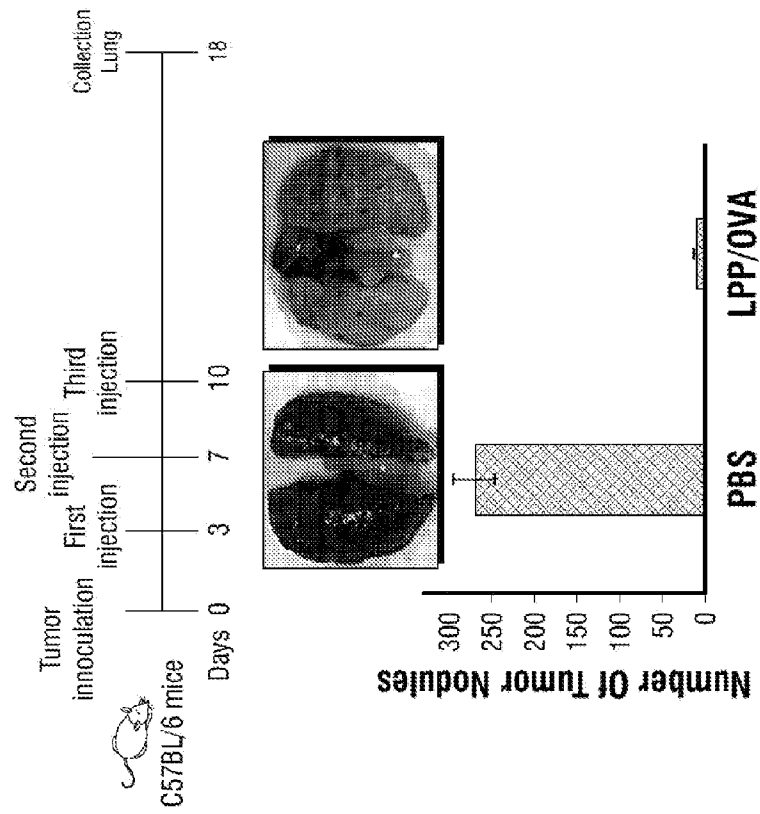 Tumor
innoculation
First
injection
Second
injection
Third
injection
Collection
Lung
C57BL/6 mice
Days 0 3 7 10 18
Number Of Tumor Nodules
300
250
200
150
100
50
0
PBS LPP/OVA